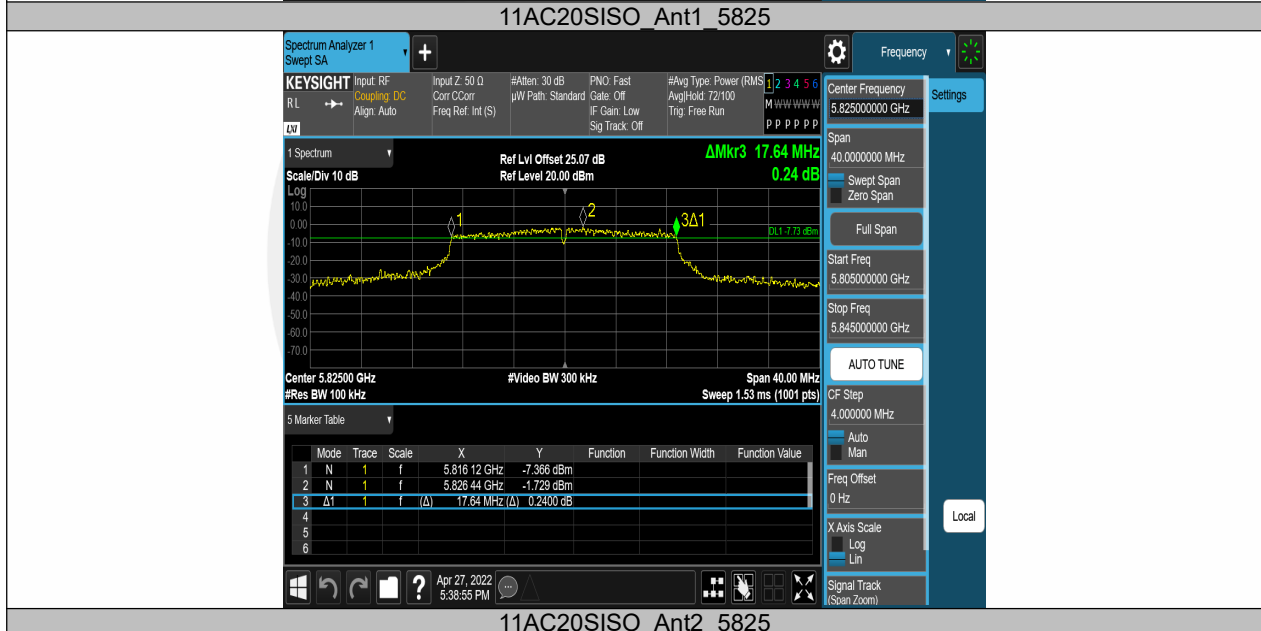 11AC20SISO_Ant1_5825
Spectrum Analyzer 1
Swept SA
+
Frequency
KEYSIGHT
RL
LXI
Input: RF
Coupling: DC
Align: Auto
Input Z: 50 Ω
Corr CCorr
Freq Ref: Int (S)
#Atten: 30 dB
µW Path: Standard
PNO: Fast
Gate: Off
IF Gain: Low
Sig Track: Off
#Avg Type: Power (RMS
Avg|Hold: 72/100
Trig: Free Run
1 2 3 4 5 6
M W W W W W
P P P P P P
Center Frequency
5.825000000 GHz
Settings
Span
40.0000000 MHz
Swept Span
Zero Span
Full Span
Start Freq
5.805000000 GHz
Stop Freq
5.845000000 GHz
AUTO TUNE
CF Step
4.000000 MHz
Auto
Man
Freq Offset
0 Hz
X Axis Scale
Log
Lin
Local
Signal Track
(Span Zoom)
1 Spectrum
Scale/Div 10 dB
Ref Lvl Offset 25.07 dB
Ref Level 20.00 dBm
ΔMkr3 17.64 MHz
0.24 dB
Log
10.0
0.00
-10.0
-20.0
-30.0
-40.0
-50.0
-60.0
-70.0
1
2
3Δ1
DL1 -7.73 dBm
Center 5.82500 GHz
#Video BW 300 kHz
Span 40.00 MHz
#Res BW 100 kHz
Sweep 1.53 ms (1001 pts)
5 Marker Table
Mode Trace Scale X Y Function Function Width Function Value
1 N 1 f 5.816 12 GHz -7.366 dBm
2 N 1 f 5.826 44 GHz -1.729 dBm
3 Δ1 1 f (Δ) 17.64 MHz (Δ) 0.2400 dB
4
5
6
?
Apr 27, 2022
5:38:55 PM
11AC20SISO_Ant2_5825